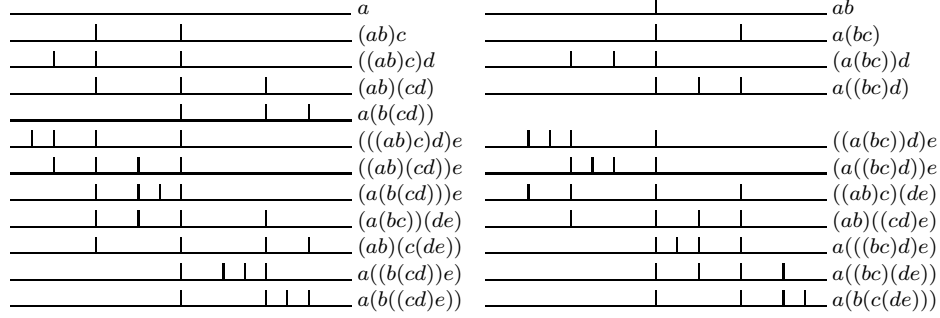 a ab
(ab)c a(bc)
((ab)c)d (a(bc))d
(ab)(cd) a((bc)d)
a(b(cd))
(((ab)c)d)e ((a(bc))d)e
((ab)(cd))e (a((bc)d))e
(a(b(cd)))e ((ab)c)(de)
(a(bc))(de) (ab)((cd)e)
(ab)(c(de)) a(((bc)d)e)
a((b(cd))e) a((bc)(de))
a(b((cd)e)) a(b(c(de)))